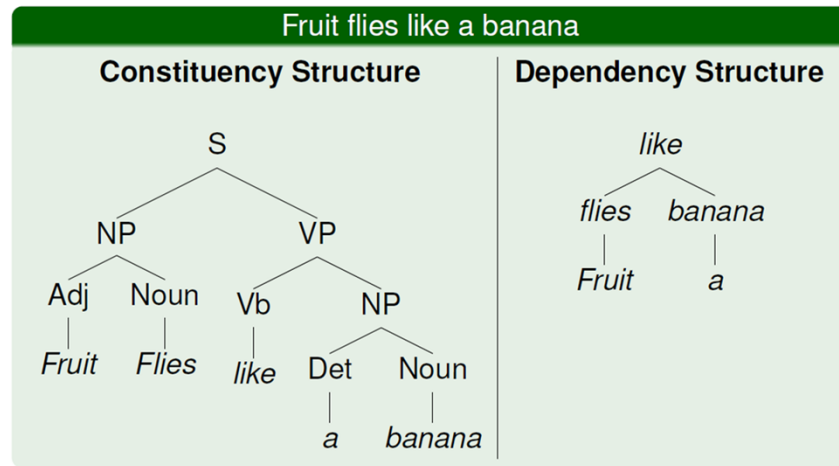 Fruit flies like a banana
Constituency Structure
Dependency Structure
S
NP VP
Adj Noun Vb NP
Fruit Flies like Det Noun
a banana
like
flies banana
Fruit a